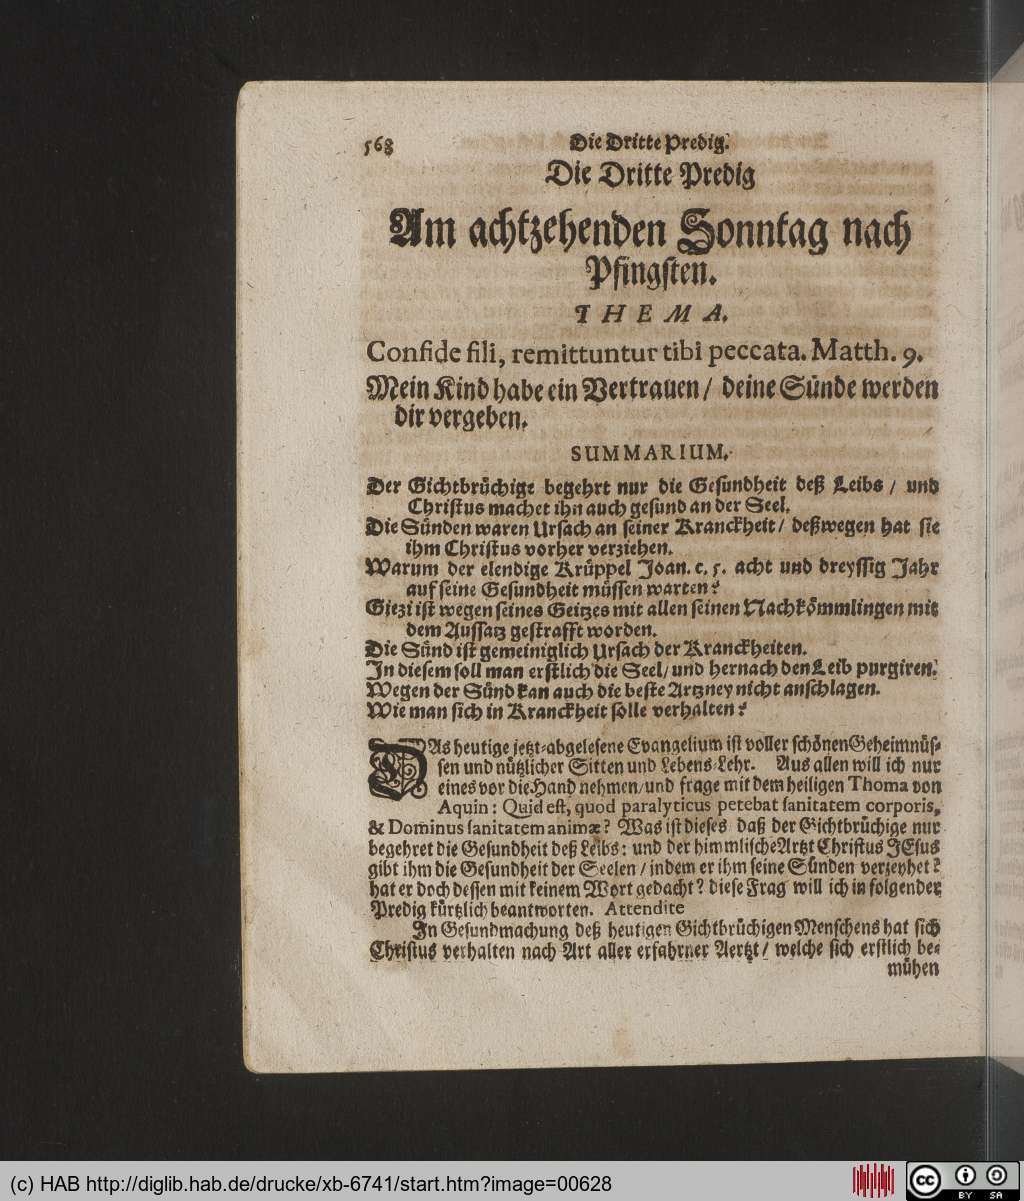 568
Die Dritte Predig.
Die Dritte Predig
Am achtzehenden Sonntag nach
Pfingsten.
THEMA.
Confide fili, remittuntur tibi peccata. Matth. 9.
Mein Kind habe ein Vertrauen / deine Sünde werden
dir vergeben.
SUMMARIUM.
Der Gichtbrüchige begehrt nur die Gesundheit deß Leibs / und
Christus machet ihn auch gesund an der Seel.
Die Sünden waren Ursach an seiner Kranckheit / deßwegen hat sie
ihm Christus vorher verziehen.
Warum der elendige Krüppel Joan. c. 5. acht und dreyssig Jahr
auf seine Gesundheit müssen warten?
Giezi ist wegen seines Geitzes mit allen seinen Nachkömmlingen mit
dem Aussatz gestrafft worden.
Die Sünd ist gemeiniglich Ursach der Kranckheiten.
In diesem soll man erstlich die Seel / und hernach den Leib purgiren.
Wegen der Sünd kan auch die beste Artzney nicht anschlagen.
Wie man sich in Kranckheit solle verhalten?
DAs heutige jetzt-abgelesene Evangelium ist voller schönen Geheimnüs-
sen und nützlicher Sitten und Lebens-Lehr. Aus allen will ich nur
eines vor die Hand nehmen / und frage mit dem heiligen Thoma von
Aquin: Quid est, quod paralyticus petebat sanitatem corporis,
& Dominus sanitatem animæ? Was ist dieses daß der Gichtbrüchige nur
begehret die Gesundheit deß Leibs: und der himmlische Artzt Christus JEsus
gibt ihm die Gesundheit der Seelen / indem er ihm seine Sünden verzeyhet?
hat er doch dessen mit keinem Wort gedacht? diese Frag will ich in folgender
Predig kürtzlich beantworten. Attendite
In Gesundmachung deß heutigen Gichtbrüchigen Menschens hat sich
Christus verhalten nach Art aller erfahrner Aertzt / welche sich erstlich be-
mühen
(c) HAB http://diglib.hab.de/drucke/xb-6741/start.htm?image=00628
cc BY SA